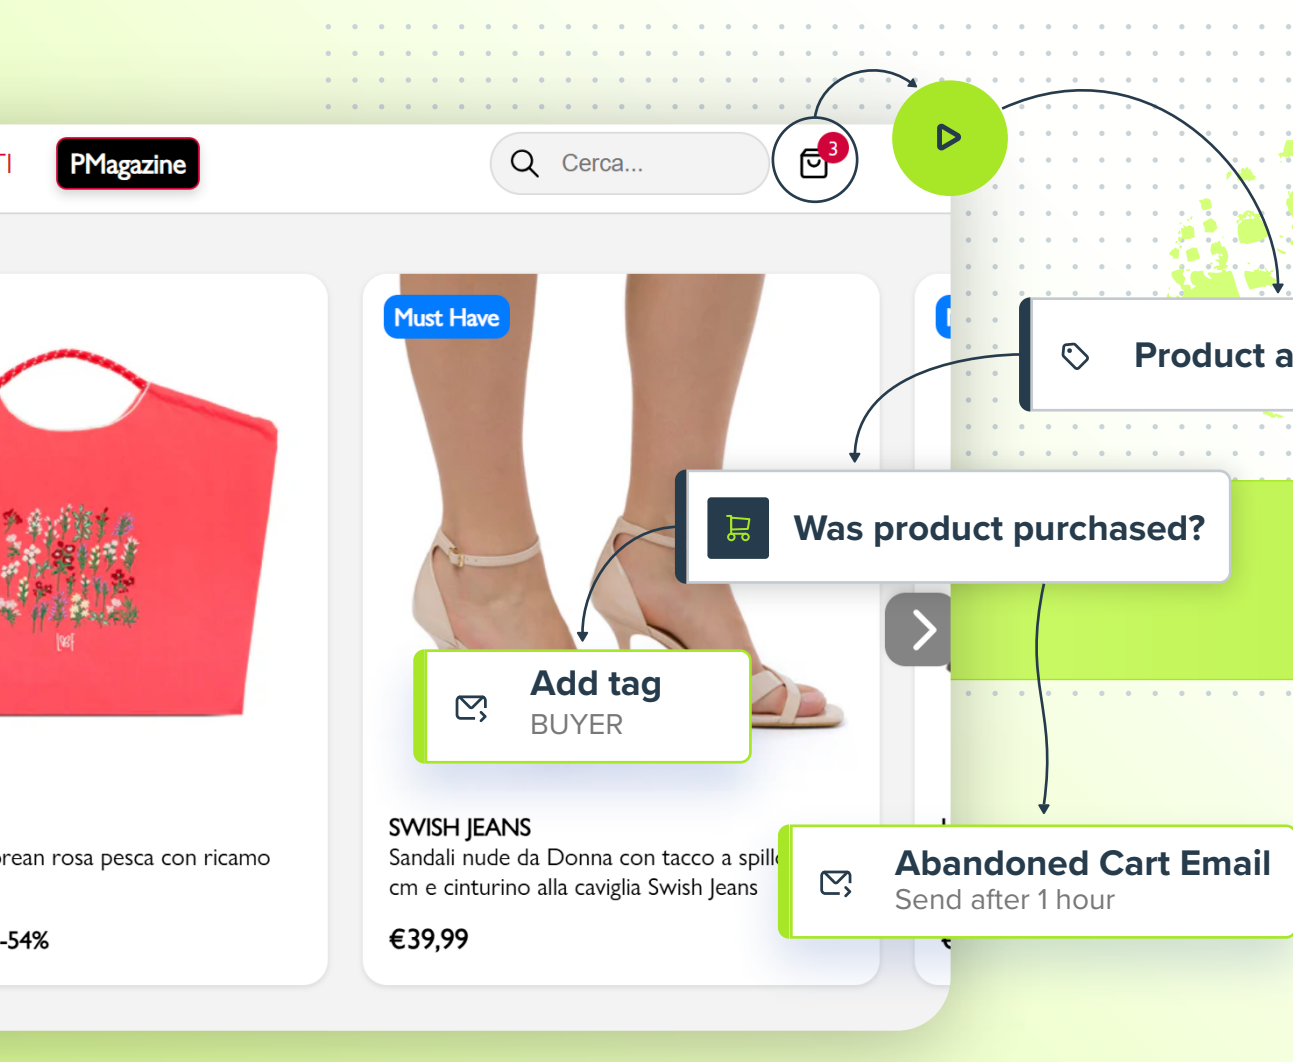 TI
PMagazine
Cerca...
3
Must Have
Product a
Was product purchased?
Add tag
BUYER
SWISH JEANS
Sandali nude da Donna con tacco a spill
cm e cinturino alla caviglia Swish Jeans
€39,99
rean rosa pesca con ricamo
-54%
Abandoned Cart Email
Send after 1 hour